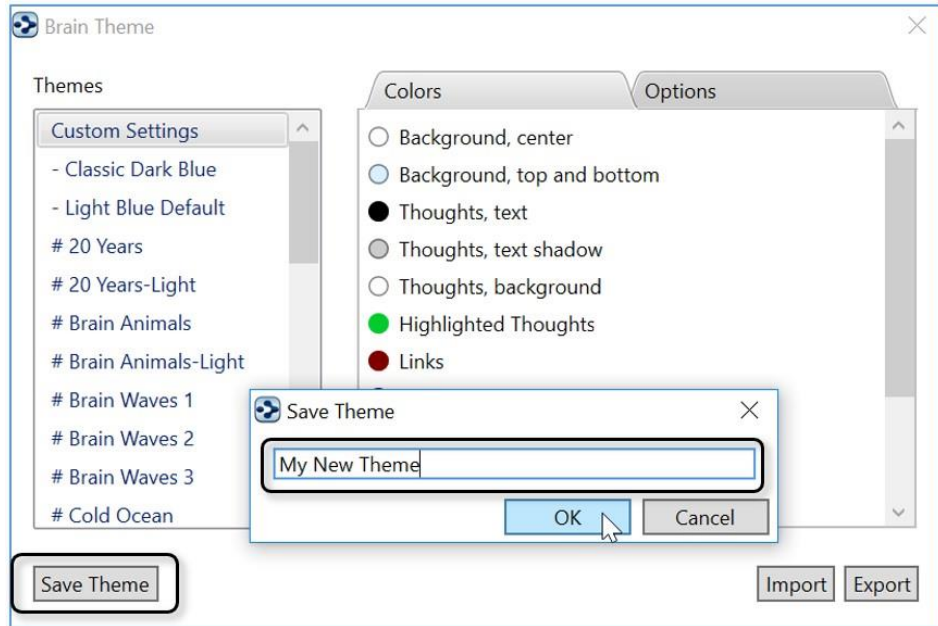 Brain Theme
Themes
Custom Settings
- Classic Dark Blue
- Light Blue Default
# 20 Years
# 20 Years-Light
# Brain Animals
# Brain Animals-Light
# Brain Waves 1
# Brain Waves 2
# Brain Waves 3
# Cold Ocean
Colors
Options
Background, center
Background, top and bottom
Thoughts, text
Thoughts, text shadow
Thoughts, background
Highlighted Thoughts
Links
Save Theme
My New Theme
OK
Cancel
Save Theme
Import
Export